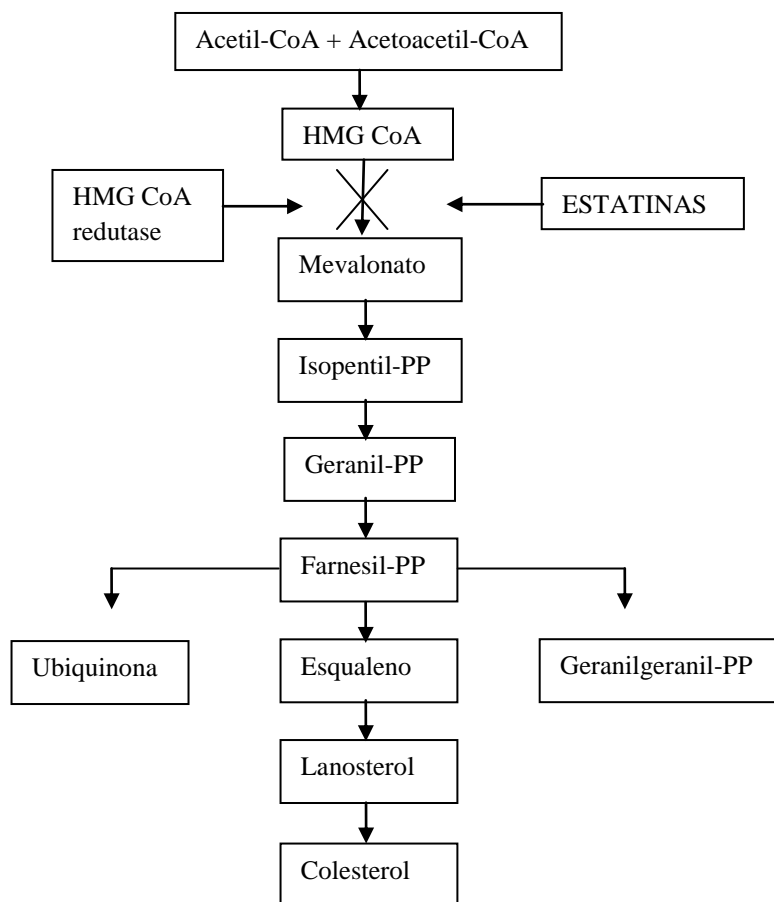 Acetil-CoA + Acetoacetil-CoA
HMG CoA
HMG CoA
redutase
ESTATINAS
Mevalonato
Isopentil-PP
Geranil-PP
Farnesil-PP
Ubiquinona
Esqualeno
Geranilgeranil-PP
Lanosterol
Colesterol